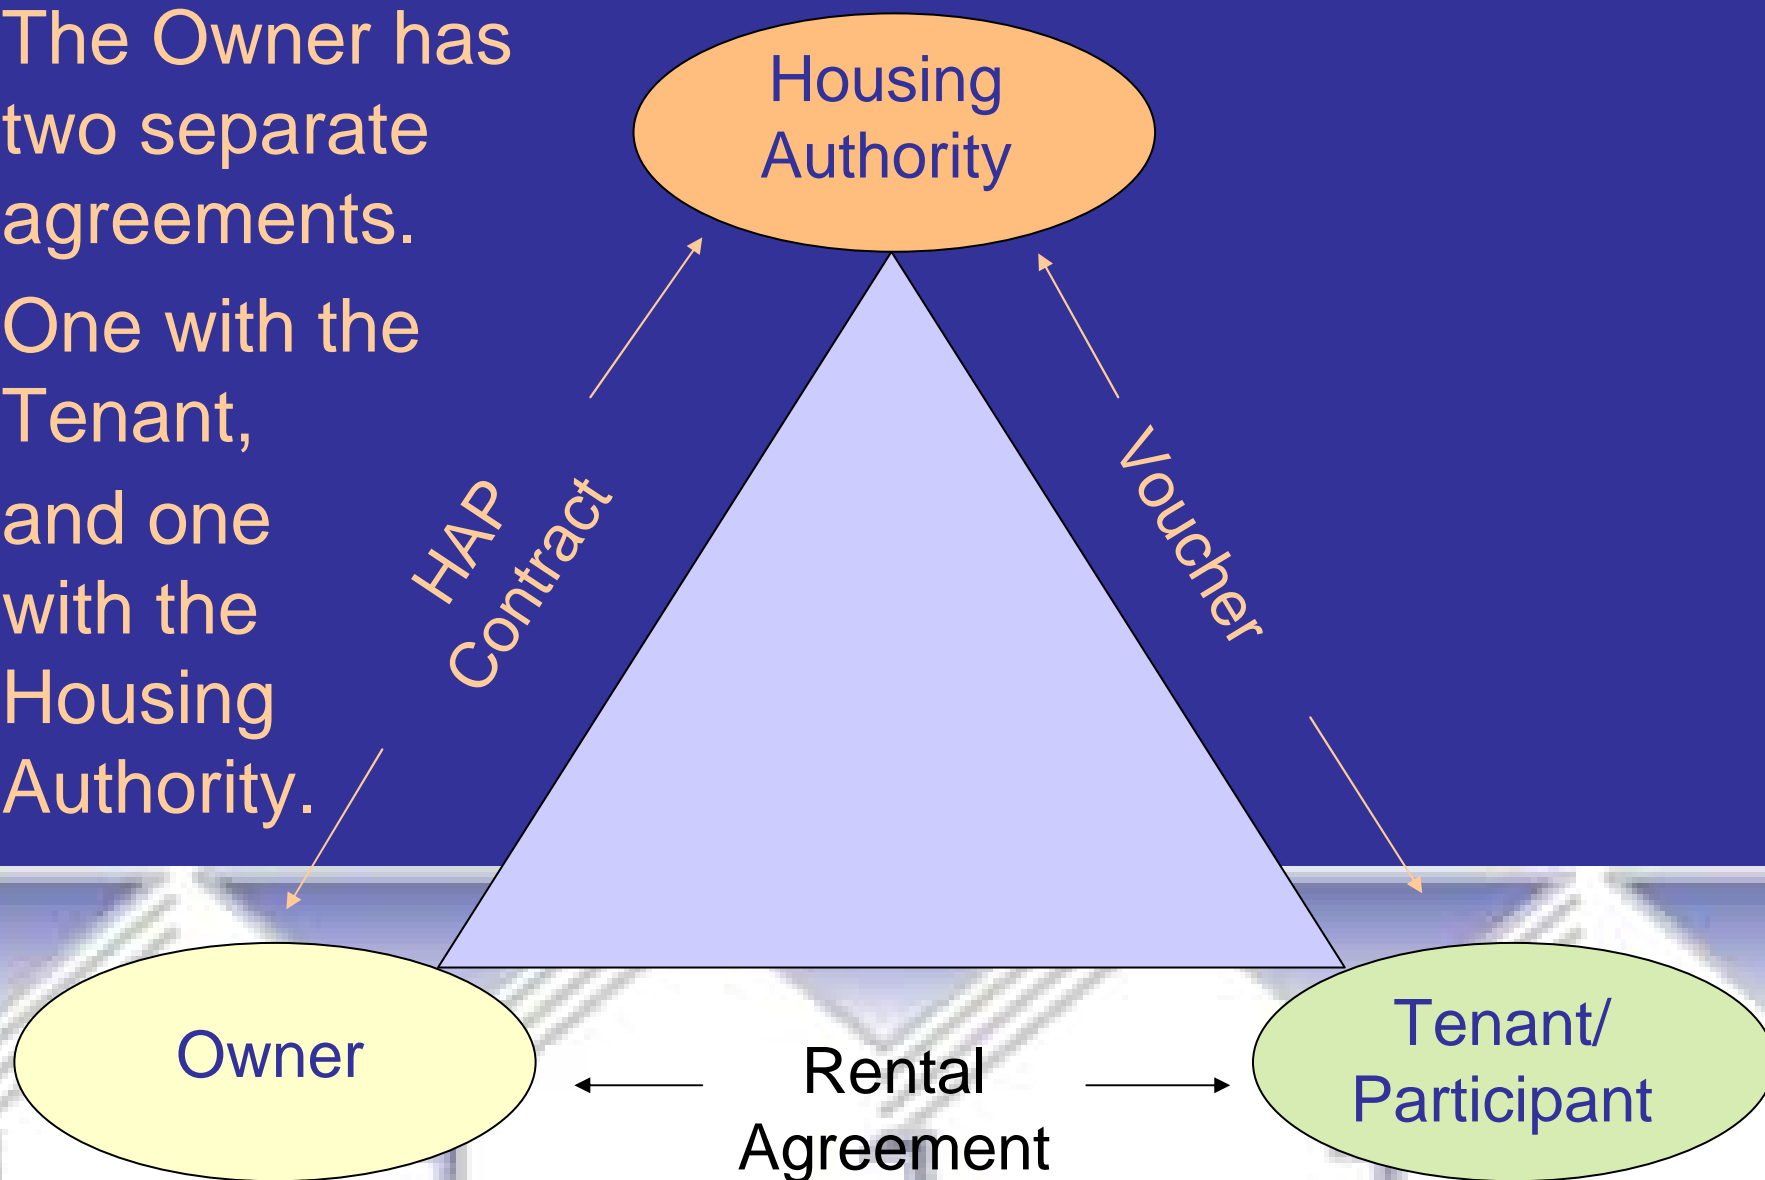 The Owner has
two separate
agreements.
One with the
Tenant,
and one
with the
Housing
Authority.
Housing
Authority
HAP
Contract
Voucher
Owner
Rental
Agreement
Tenant/
Participant